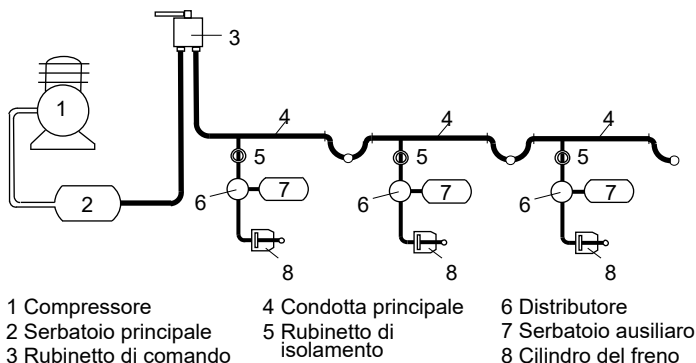 3
4
4
4
1
5
5
5
6
7
6
7
6
7
2
8
8
8
1 Compressore
2 Serbatoio principale
3 Rubinetto di comando
4 Condotta principale
5 Rubinetto di
isolamento
6 Distributore
7 Serbatoio ausiliaro
8 Cilindro del freno